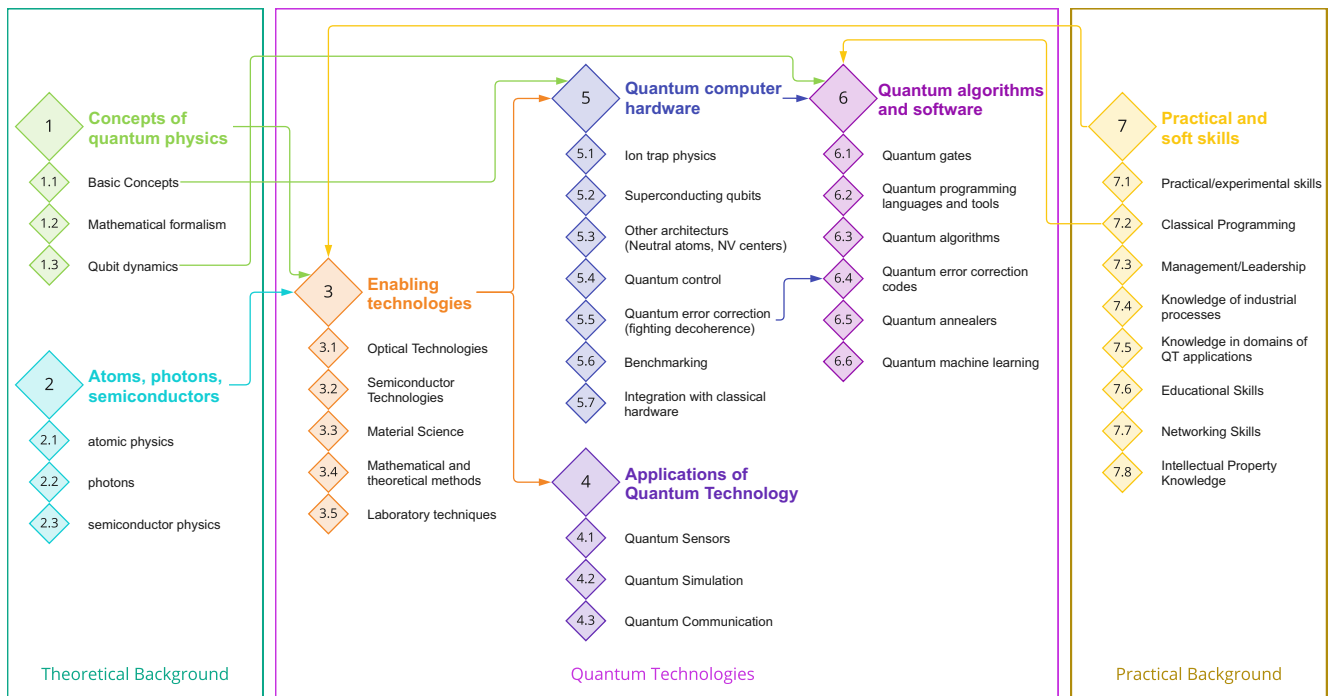 1
Concepts of
quantum physics
1.1
Basic Concepts
1.2
Mathematical formalism
1.3
Qubit dynamics
2
Atoms, photons,
semiconductors
2.1
atomic physics
2.2
photons
2.3
semiconductor physics
Theoretical Background
3
Enabling
technologies
3.1
Optical Technologies
3.2
Semiconductor
Technologies
3.3
Material Science
3.4
Mathematical and
theoretical methods
3.5
Laboratory techniques
5
Quantum computer
hardware
5.1
Ion trap physics
5.2
Superconducting qubits
5.3
Other architecturs
(Neutral atoms, NV centers)
5.4
Quantum control
5.5
Quantum error correction
(fighting decoherence)
5.6
Benchmarking
5.7
Integration with classical
hardware
4
Applications of
Quantum Technology
4.1
Quantum Sensors
4.2
Quantum Simulation
4.3
Quantum Communication
6
Quantum algorithms
and software
6.1
Quantum gates
6.2
Quantum programming
languages and tools
6.3
Quantum algorithms
6.4
Quantum error correction
codes
6.5
Quantum annealers
6.6
Quantum machine learning
Quantum Technologies
7
Practical and
soft skills
7.1
Practical/experimental skills
7.2
Classical Programming
7.3
Management/Leadership
7.4
Knowledge of industrial
processes
7.5
Knowledge in domains of
QT applications
7.6
Educational Skills
7.7
Networking Skills
7.8
Intellectual Property
Knowledge
Practical Background